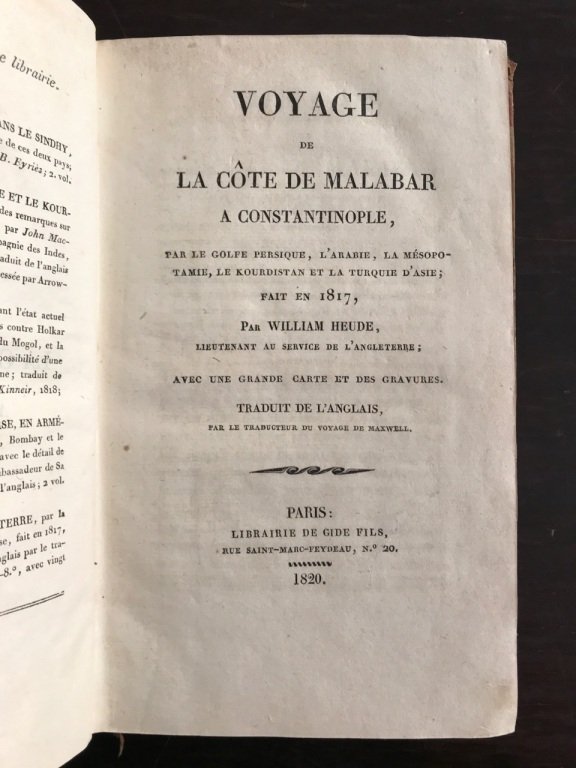 e librairie.
ANS LE SINDHY,
e de ces deux pays;
B. Eyriès; 2. vol.
E ET LE KOUR-
des remarques sur
par John Mac-
pagnie des Indes,
aduit de l'anglais
essée par Arrow-
ant l'état actuel
s contre Holkar
du Mogol, et la
possibilité d'une
ne; traduit de
Kinneir, 1818;
RSE, EN ARMÉ-
, Bombay et le
avec le détail de
mbassadeur de Sa
l'anglais; 2 vol.
TERRE, par la
se, fait en 1817,
nglais par le tra-
-8.°, avec vingt
VOYAGE
DE
LA CÔTE DE MALABAR
A CONSTANTINOPLE,
PAR LE GOLFE PERSIQUE, L'ARABIE, LA MÉSOPO-
TAMIE, LE KOURDISTAN ET LA TURQUIE D'ASIE;
FAIT EN 1817,
PAR WILLIAM HEUDE,
LIEUTENANT AU SERVICE DE L'ANGLETERRE;
AVEC UNE GRANDE CARTE ET DES GRAVURES.
TRADUIT DE L'ANGLAIS,
PAR LE TRADUCTEUR DU VOYAGE DE MAXWELL.
PARIS:
LIBRAIRIE DE GIDE FILS,
RUE SAINT-MARC-FEYDEAU, N.° 20.
1820.